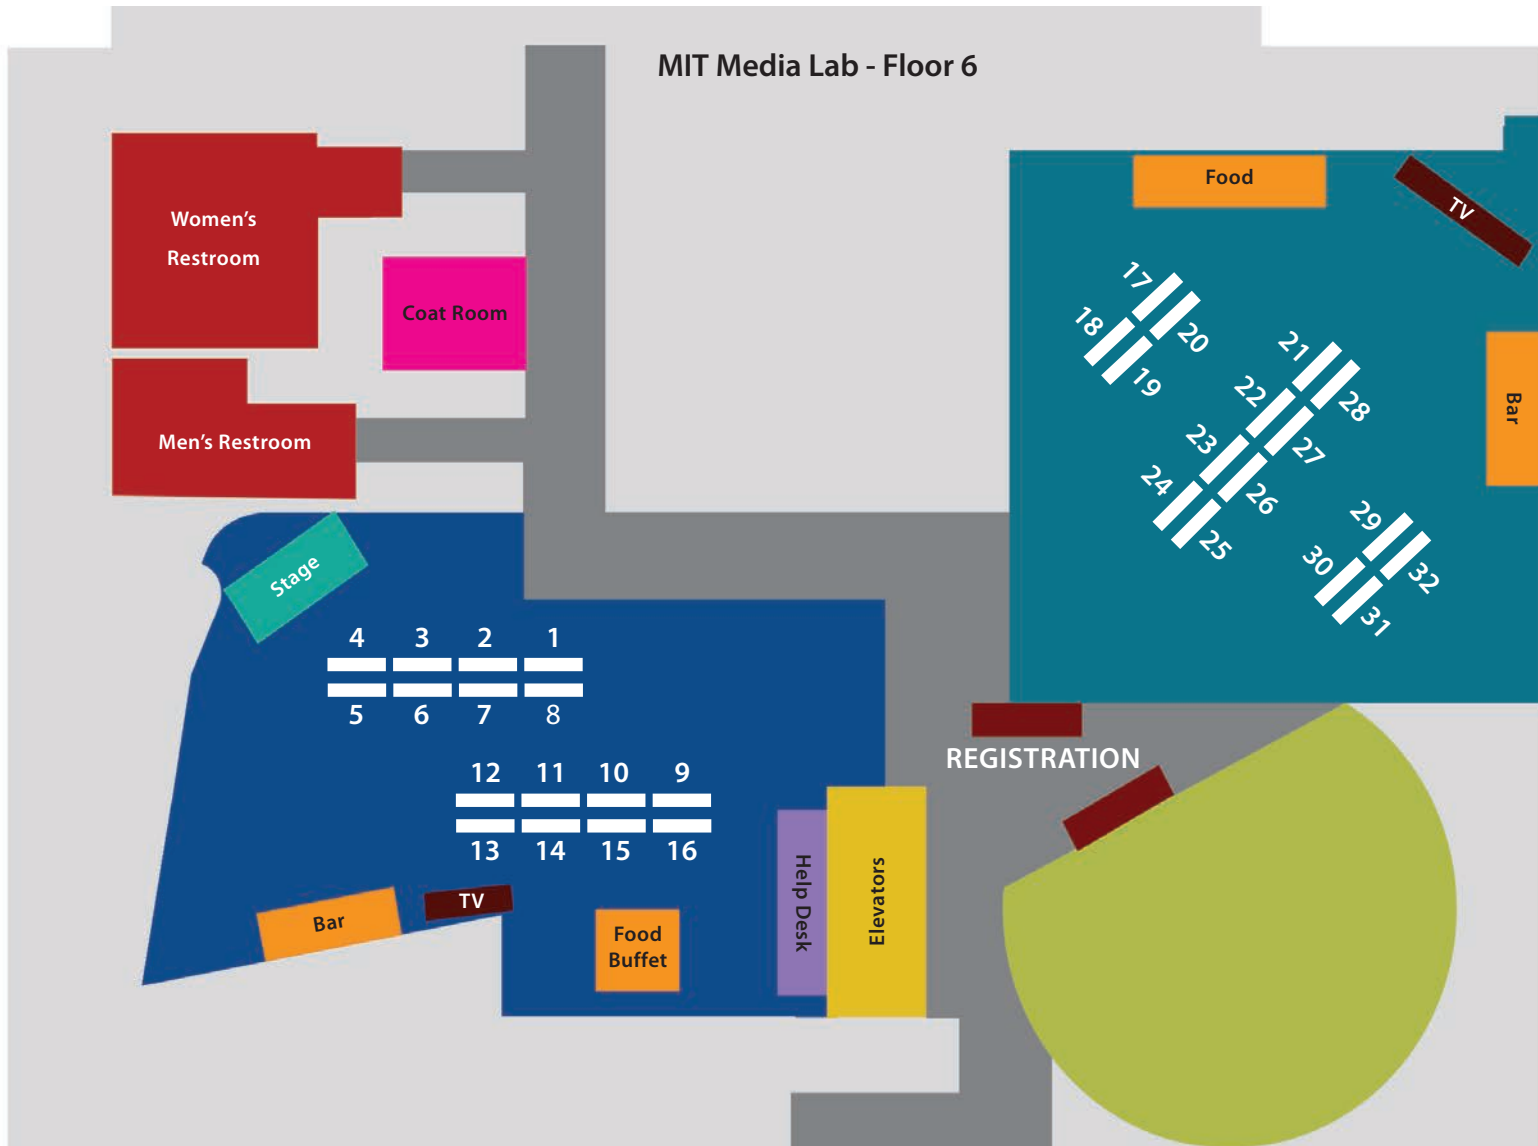 MIT Media Lab - Floor 6
Women's
Restroom
Coat Room
Men's Restroom
Food
TV
Bar
17
18
20
19
21
22
28
23
27
24
26
25
29
30
32
31
Stage
4 3 2 1
5 6 7 8
12 11 10 9
13 14 15 16
REGISTRATION
Help Desk
Elevators
Bar
TV
Food
Buffet